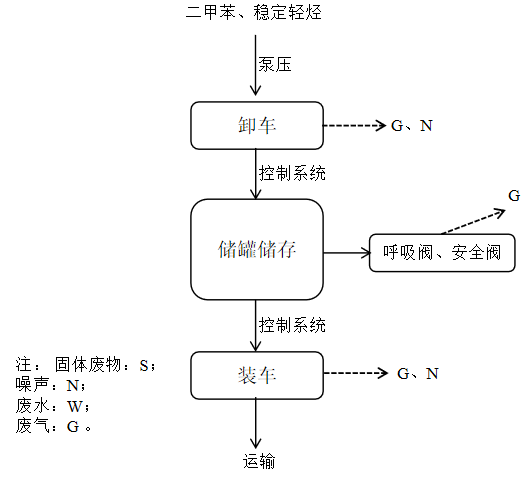 二甲苯、稳定轻烃
泵压
卸车
G、N
控制系统
G
储罐储存
呼吸阀、安全阀
控制系统
注：固体废物：S；
噪声：N；
废水：W；
废气：G 。
装车
G、N
运输